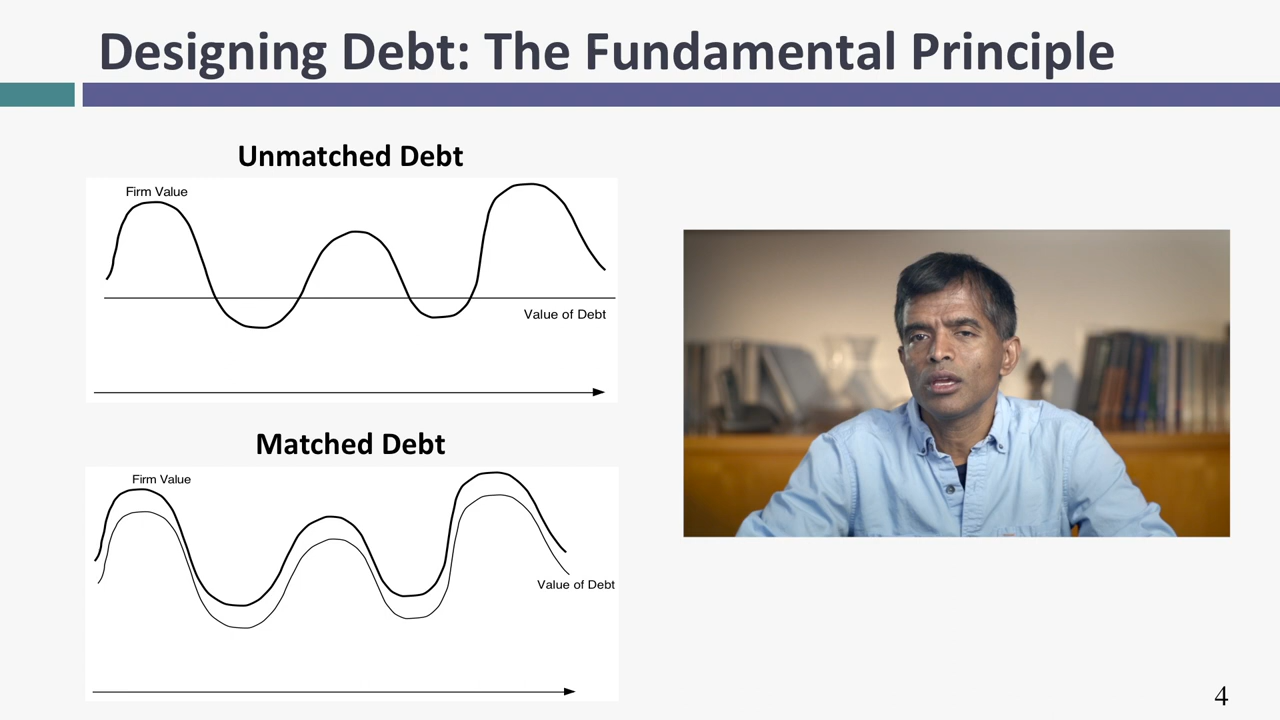 Designing Debt: The Fundamental Principle
Unmatched Debt
Firm Value
Value of Debt
Matched Debt
Firm Value
Value of Debt
4